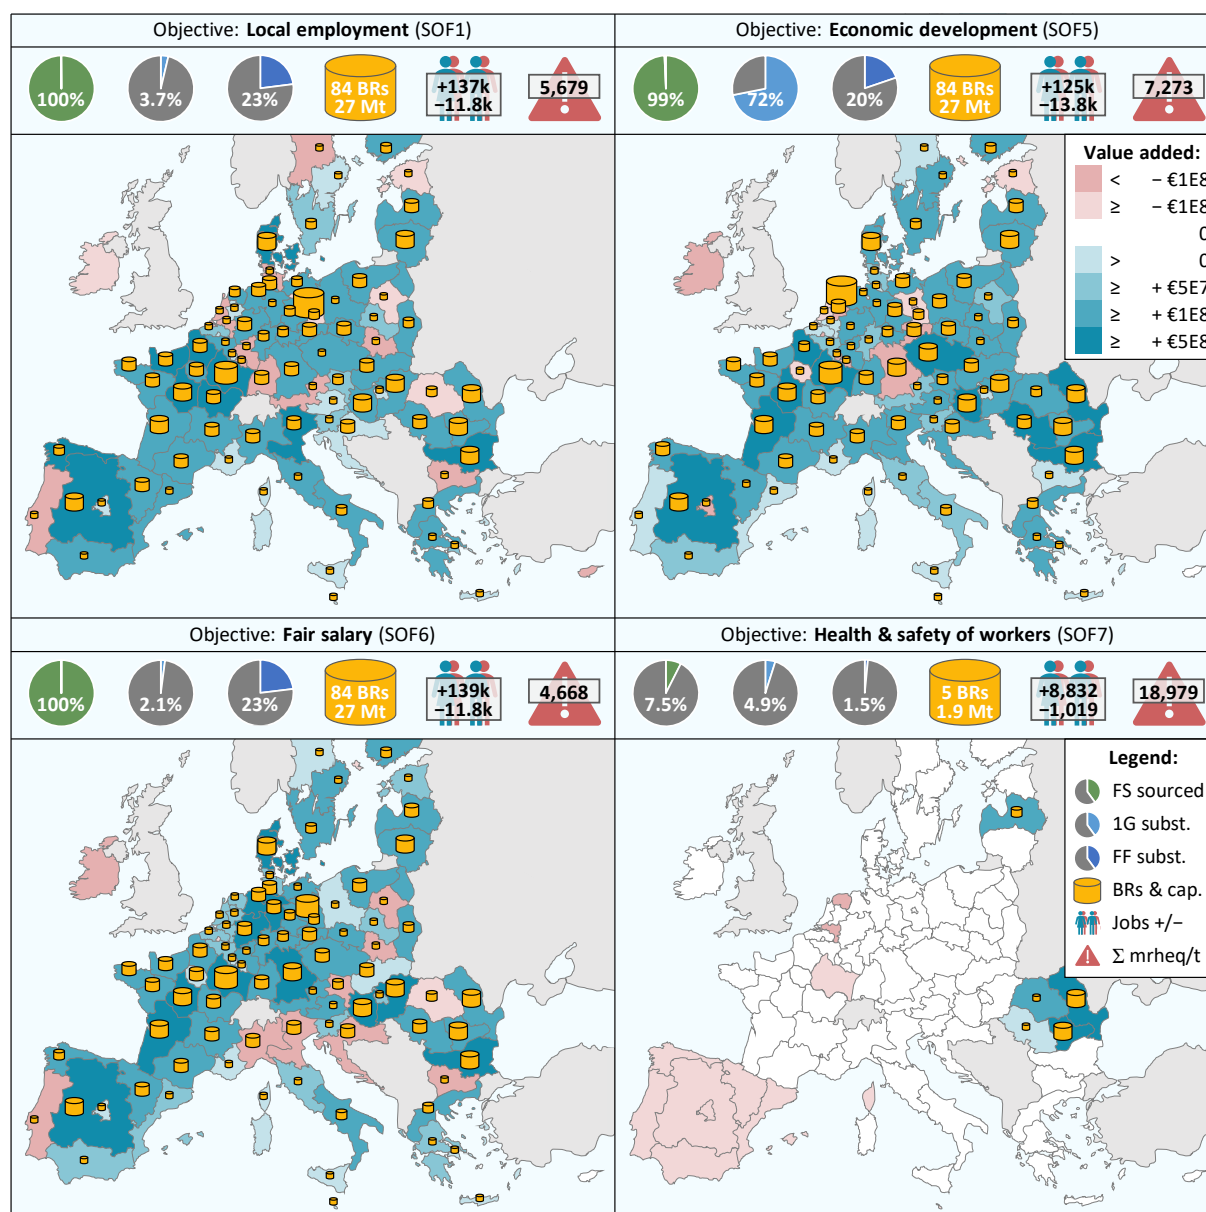 Objective: Local employment (SOF1)
100%
3.7%
23%
84 BRs
27 Mt
+137k
−11.8k
5,679
Objective: Economic development (SOF5)
99%
72%
20%
84 BRs
27 Mt
+125k
−13.8k
7,273
Value added:
< − €1E8
≥ − €1E8
0
> 0
≥ + €5E7
≥ + €1E8
≥ + €5E8
Objective: Fair salary (SOF6)
100%
2.1%
23%
84 BRs
27 Mt
+139k
−11.8k
4,668
Objective: Health & safety of workers (SOF7)
7.5%
4.9%
1.5%
5 BRs
1.9 Mt
+8,832
−1,019
18,979
Legend:
FS sourced
1G subst.
FF subst.
BRs & cap.
Jobs +/−
Σ mrheq/t